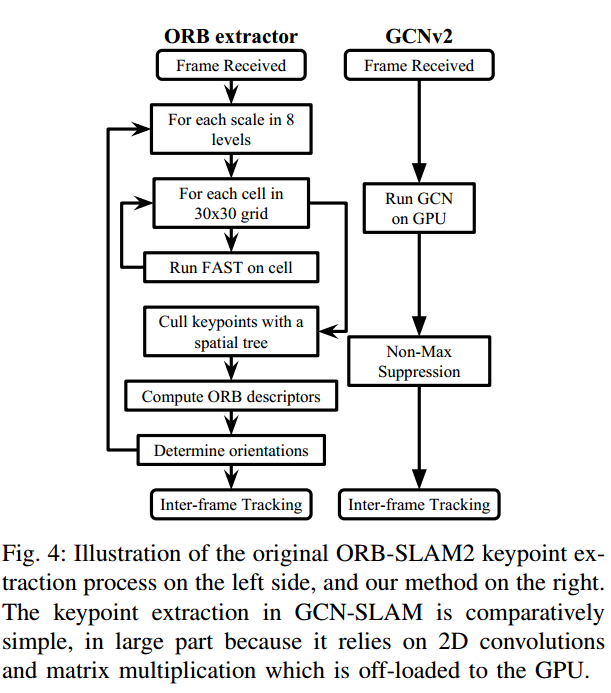 ORB extractor
Frame Received
For each scale in 8
levels
For each cell in
30x30 grid
Run FAST on cell
Cull keypoints with a
spatial tree
Compute ORB descriptors
Determine orientations
Inter-frame Tracking
GCNv2
Frame Received
Run GCN
on GPU
Non-Max
Suppression
Inter-frame Tracking
Fig. 4: Illustration of the original ORB-SLAM2 keypoint ex-
traction process on the left side, and our method on the right.
The keypoint extraction in GCN-SLAM is comparatively
simple, in large part because it relies on 2D convolutions
and matrix multiplication which is off-loaded to the GPU.